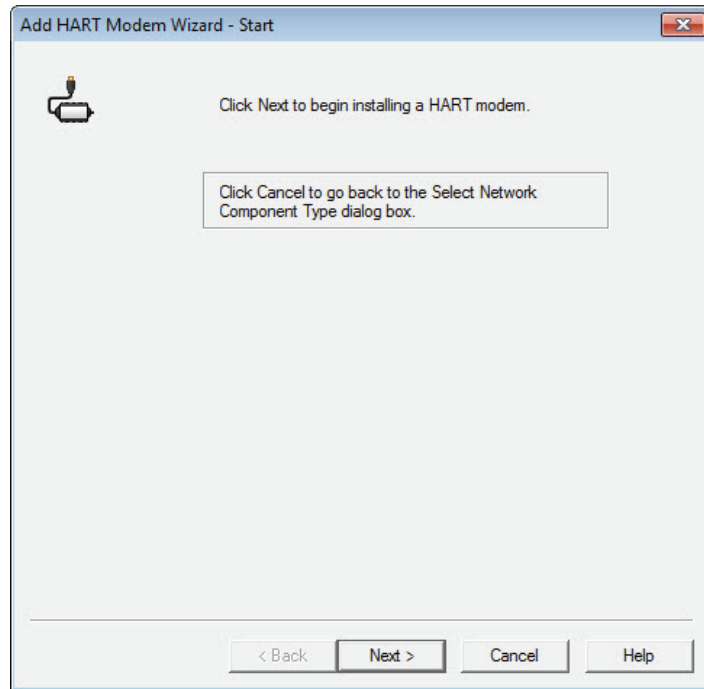 Add HART Modem Wizard - Start
Click Next to begin installing a HART modem.
Click Cancel to go back to the Select Network
Component Type dialog box.
< Back
Next >
Cancel
Help